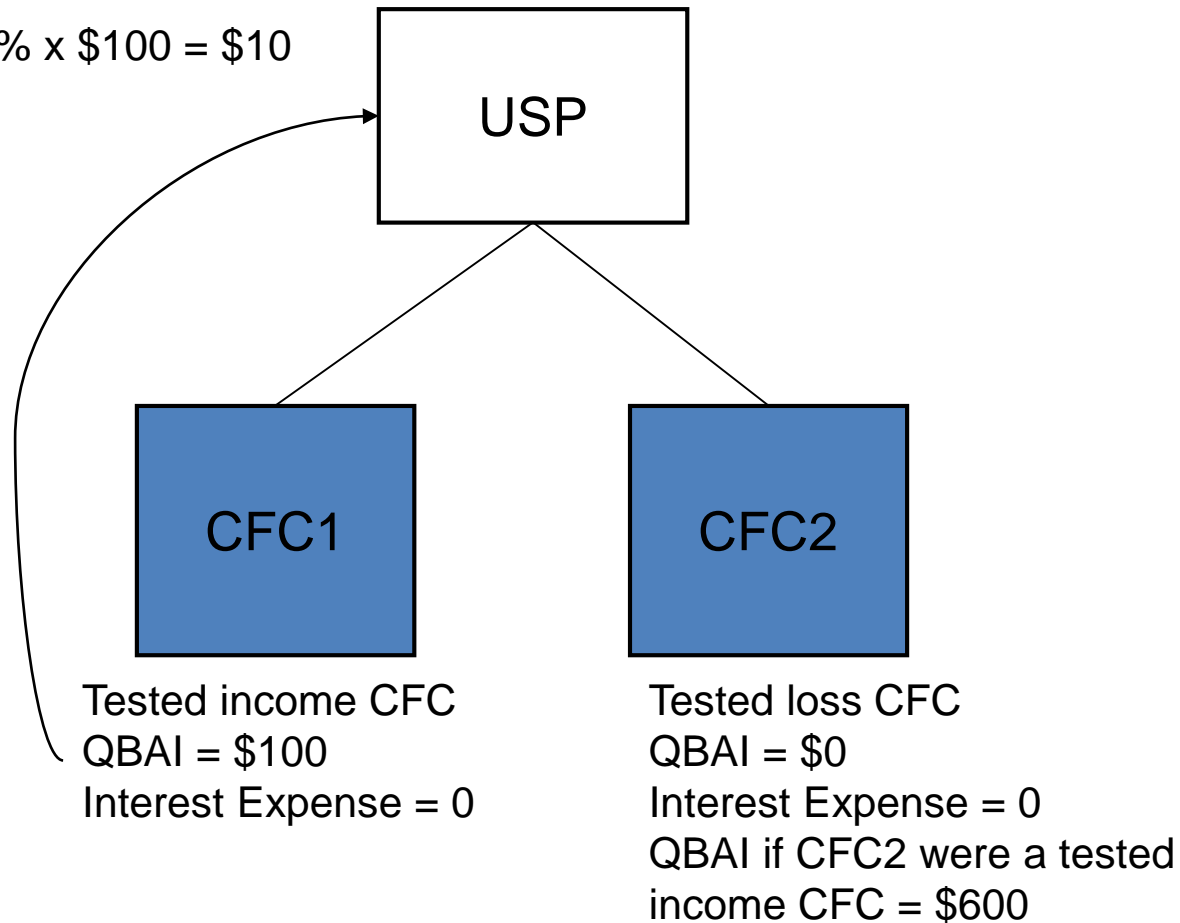 % x $100 = $10
USP
CFC1
CFC2
Tested income CFC
QBAI = $100
Interest Expense = 0
Tested loss CFC
QBAI = $0
Interest Expense = 0
QBAI if CFC2 were a tested
income CFC = $600